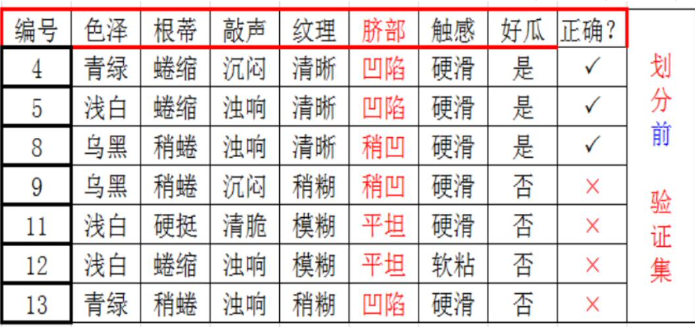 编号 色泽 根蒂 敲声 纹理 脐部 触感 好瓜 正确?
4 青绿 蜷缩 沉闷 清晰 凹陷 硬滑 是 ✓
5 浅白 蜷缩 浊响 清晰 凹陷 硬滑 是 ✓
8 乌黑 稍蜷 浊响 清晰 稍凹 硬滑 是 ✓
9 乌黑 稍蜷 沉闷 稍糊 稍凹 硬滑 否 ×
11 浅白 硬挺 清脆 模糊 平坦 硬滑 否 ×
12 浅白 蜷缩 浊响 模糊 平坦 软粘 否 ×
13 青绿 稍蜷 浊响 稍糊 凹陷 硬滑 否 ×
划分前 验证集